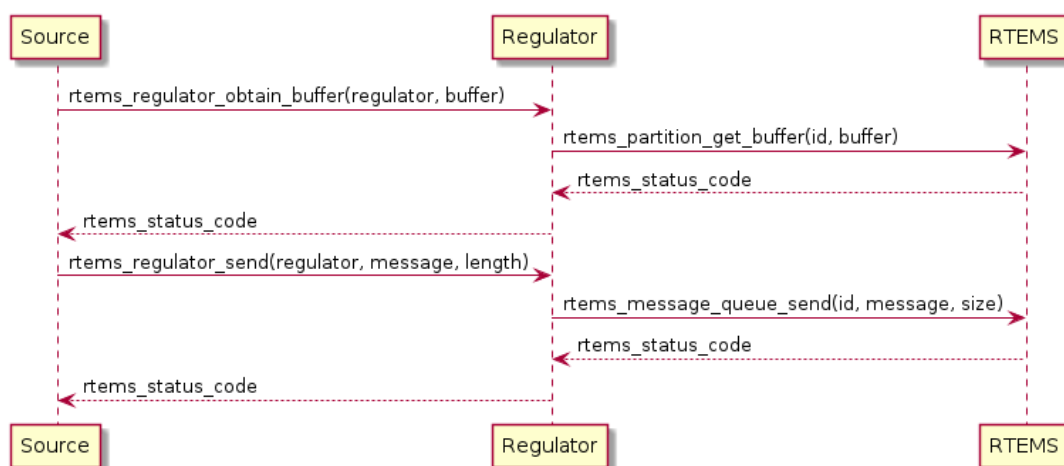 Source
Regulator
RTEMS
rtems_regulator_obtain_buffer(regulator, buffer)
rtems_partition_get_buffer(id, buffer)
rtems_status_code
rtems_status_code
rtems_regulator_send(regulator, message, length)
rtems_message_queue_send(id, message, size)
rtems_status_code
rtems_status_code
Source
Regulator
RTEMS